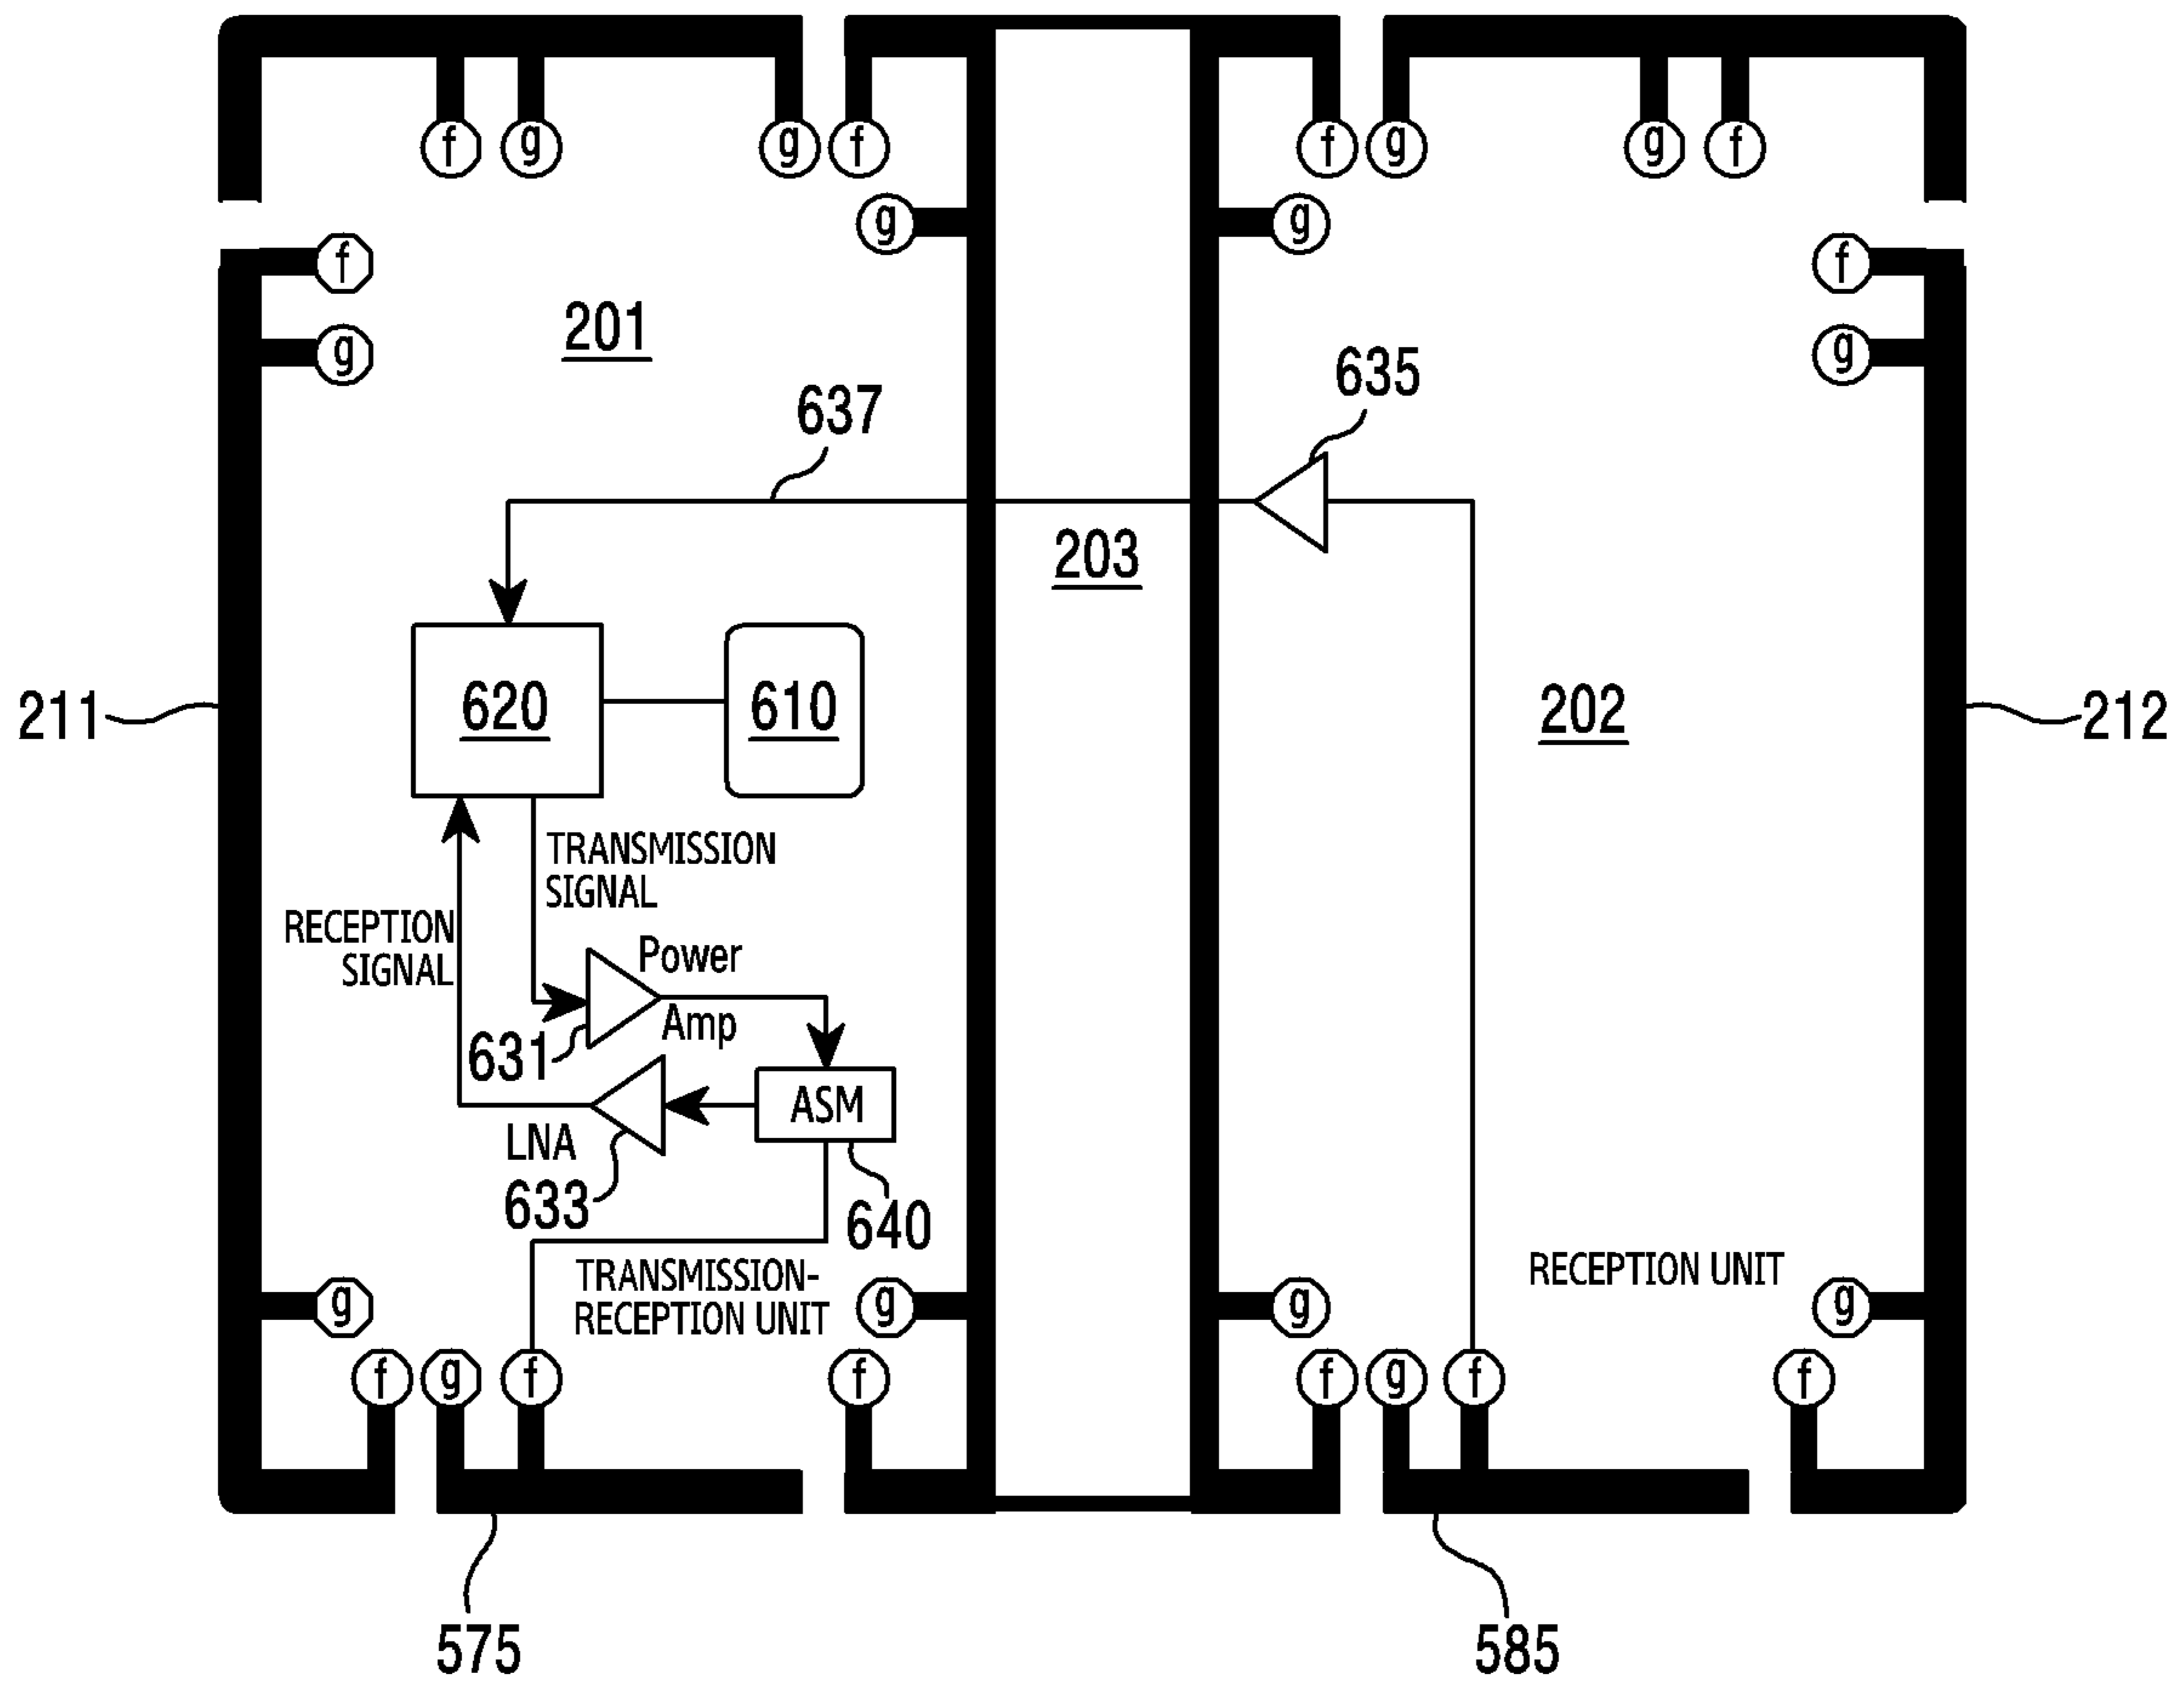 f g g f f g g f
g g
f f
201
g 635 g
637
203
211 620 610 202 212
TRANSMISSION
SIGNAL
RECEPTION
SIGNAL
Power
Amp
631
ASM
LNA
633
640
RECEPTION UNIT
TRANSMISSION-
RECEPTION UNIT
g g g g
f g f f f g f f
575 585